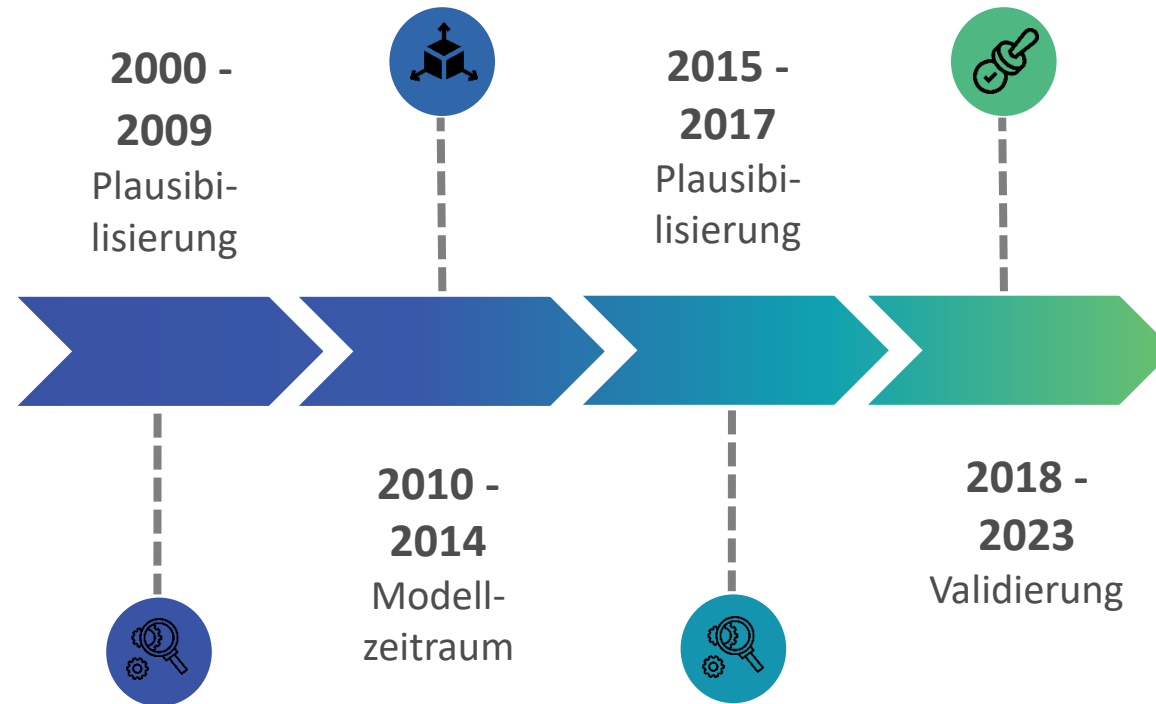 2000 -
2009
Plausibi-
lisierung
2010 -
2014
Modell-
zeitraum
2015 -
2017
Plausibi-
lisierung
2018 -
2023
Validierung